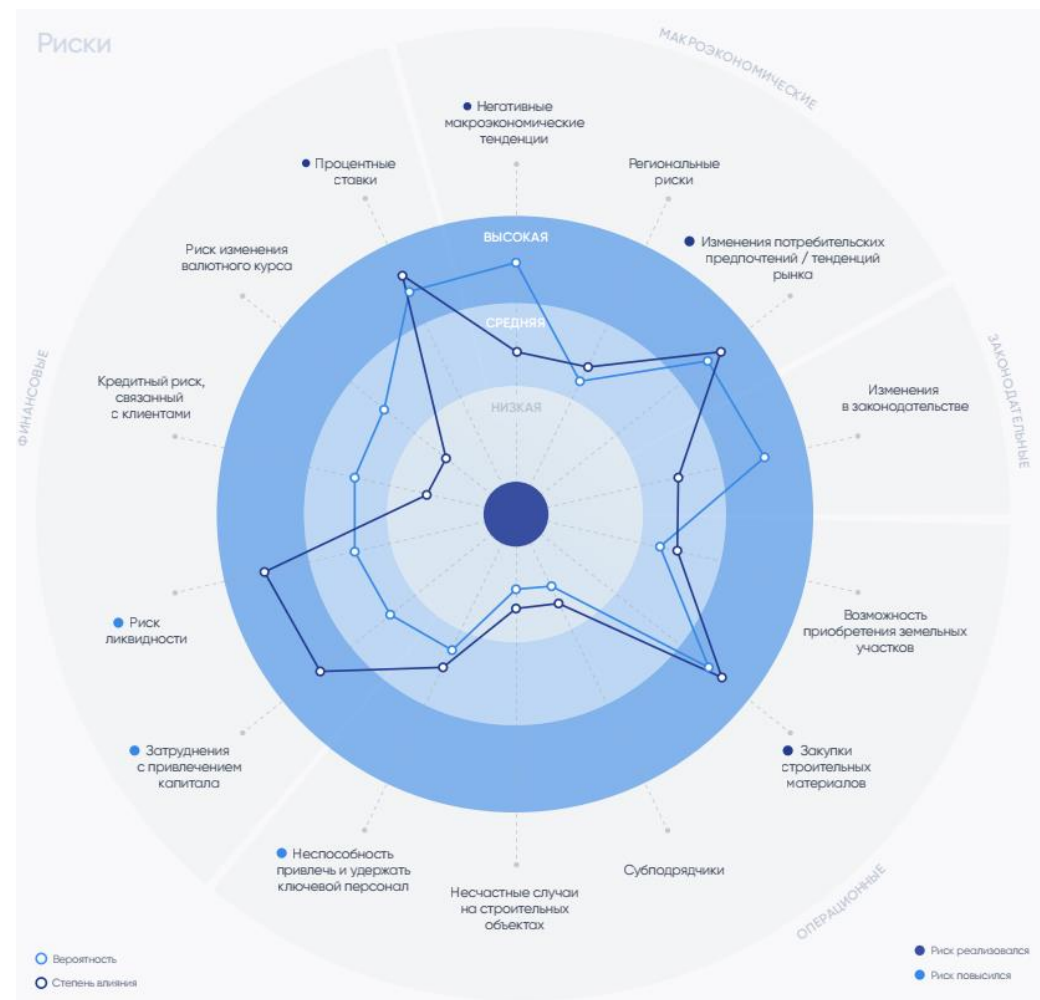 Риски
МАКРОЭКОНОМИЧЕСКИЕ
Негативные
макроэкономические
тенденции
Процентные
ставки
Региональные
риски
Риск изменения
валютного курса
ВЫСОКАЯ
Изменения потребительских
предпочтений / тенденций
рынка
СРЕДНЯЯ
ФИНАНСОВЫЕ
ЗАКОНОДАТЕЛЬНЫЕ
Кредитный риск,
связанный
с клиентами
НИЗКАЯ
Изменения
в законодательстве
Риск
ликвидности
Возможность
приобретения земельных
участков
Затруднения
с привлечением
капитала
Закупки
строительных
материалов
Неспособность
привлечь и удержать
ключевой персонал
Несчастные случаи
на строительных
объектах
Субподрядчики
ОПЕРАЦИОННЫЕ
Вероятность
Степень влияния
Риск реализовался
Риск повысился